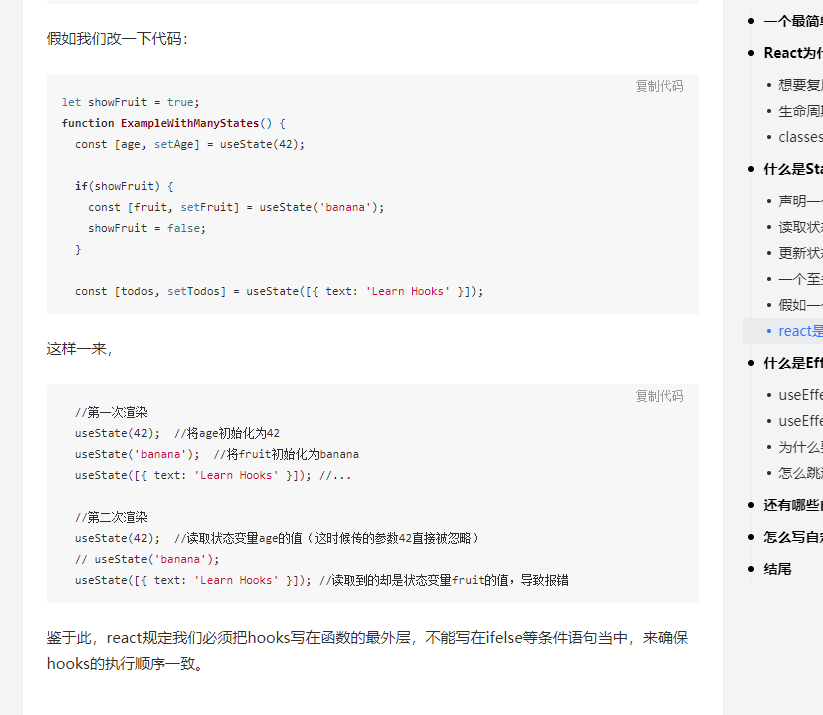 假如我们改一下代码：
复制代码
let showFruit = true;
function ExampleWithManyStates() {
const [age, setAge] = useState(42);
if(showFruit) {
const [fruit, setFruit] = useState('banana');
showFruit = false;
}
const [todos, setTodos] = useState([{ text: 'Learn Hooks' }]);
这样一来，
复制代码
//第一次渲染
useState(42); //将age初始化为42
useState('banana'); //将fruit初始化为banana
useState([{ text: 'Learn Hooks' }]); //...
//第二次渲染
useState(42); //读取状态变量age的值（这时候传的参数42直接被忽略）
// useState('banana');
useState([{ text: 'Learn Hooks' }]); //读取到的却是状态变量fruit的值，导致报错
鉴于此，react规定我们必须把hooks写在函数的最外层，不能写在ifelse等条件语句当中，来确保
hooks的执行顺序一致。
一个最简
React为
想要复
生命周
classes
什么是Sta
声明一
读取状
更新状
一个至
假如一
react是
什么是Eff
useEffe
useEffe
为什么
怎么跳
还有哪些
怎么写自
结尾